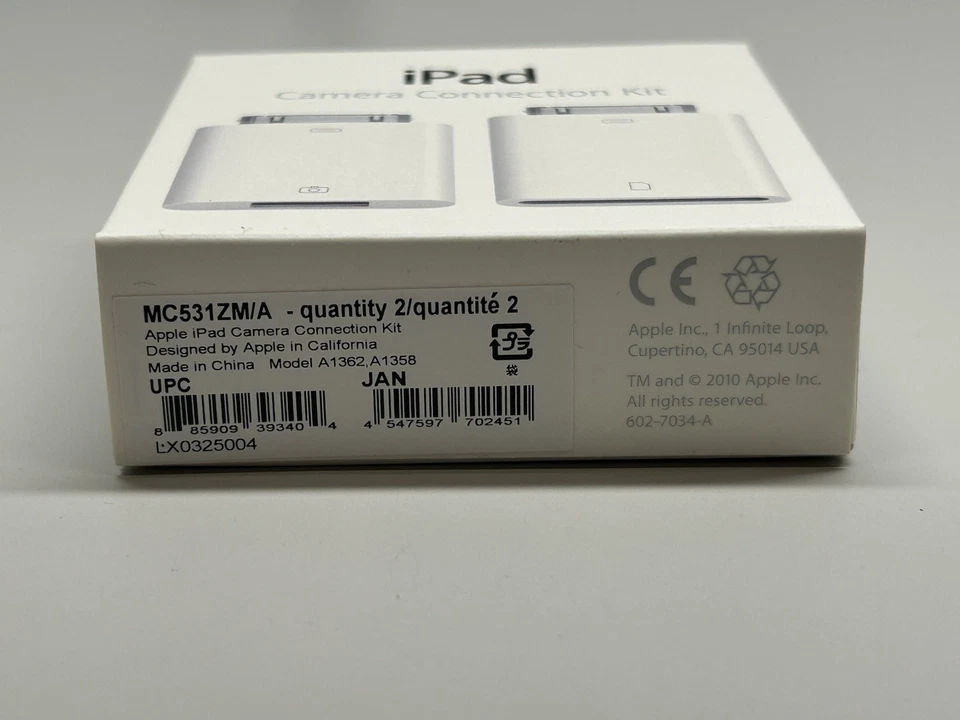 iPad
Camera Connection Kit
MC531ZM/A - quantity 2/quantité 2
Apple iPad Camera Connection Kit
Designed by Apple in California
Made in China Model A1362,A1358
UPC JAN
8 85909 39340 4 4 547597 702451
LX0325004
プラ
袋
CE
Apple Inc., 1 Infinite Loop,
Cupertino, CA 95014 USA
TM and © 2010 Apple Inc.
All rights reserved.
602-7034-A